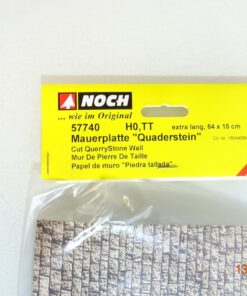 NOCH
... wie im Original
57740 H0,TT extra lang, 64 x 15 cm
Mauerplatte "Quaderstein"
Cut QuerryStone Wall
Mur De Pierre De Taille
Papel de muro "Piedra tallada"